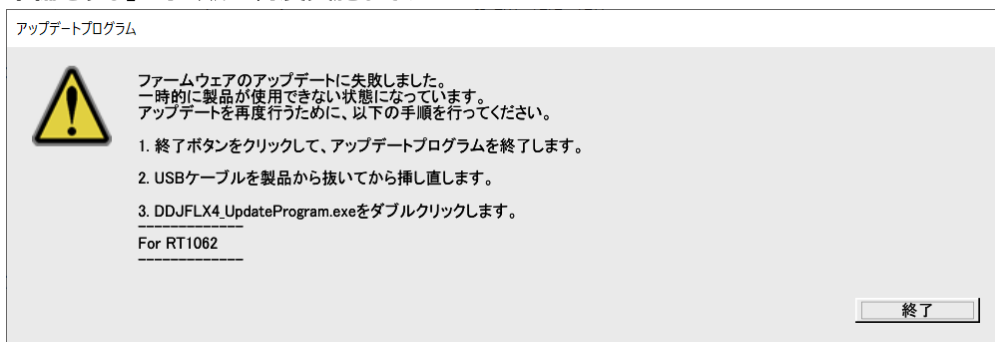 アップデートプログラム
ファームウェアのアップデートに失敗しました。
一時的に製品が使用できない状態になっています。
アップデートを再度行うために、以下の手順を行ってください。
1. 終了ボタンをクリックして、アップデートプログラムを終了します。
2. USBケーブルを製品から抜いてから挿し直します。
3. DDJFLX4_UpdateProgram.exeをダブルクリックします。
-------------
For RT1062
-------------
終了